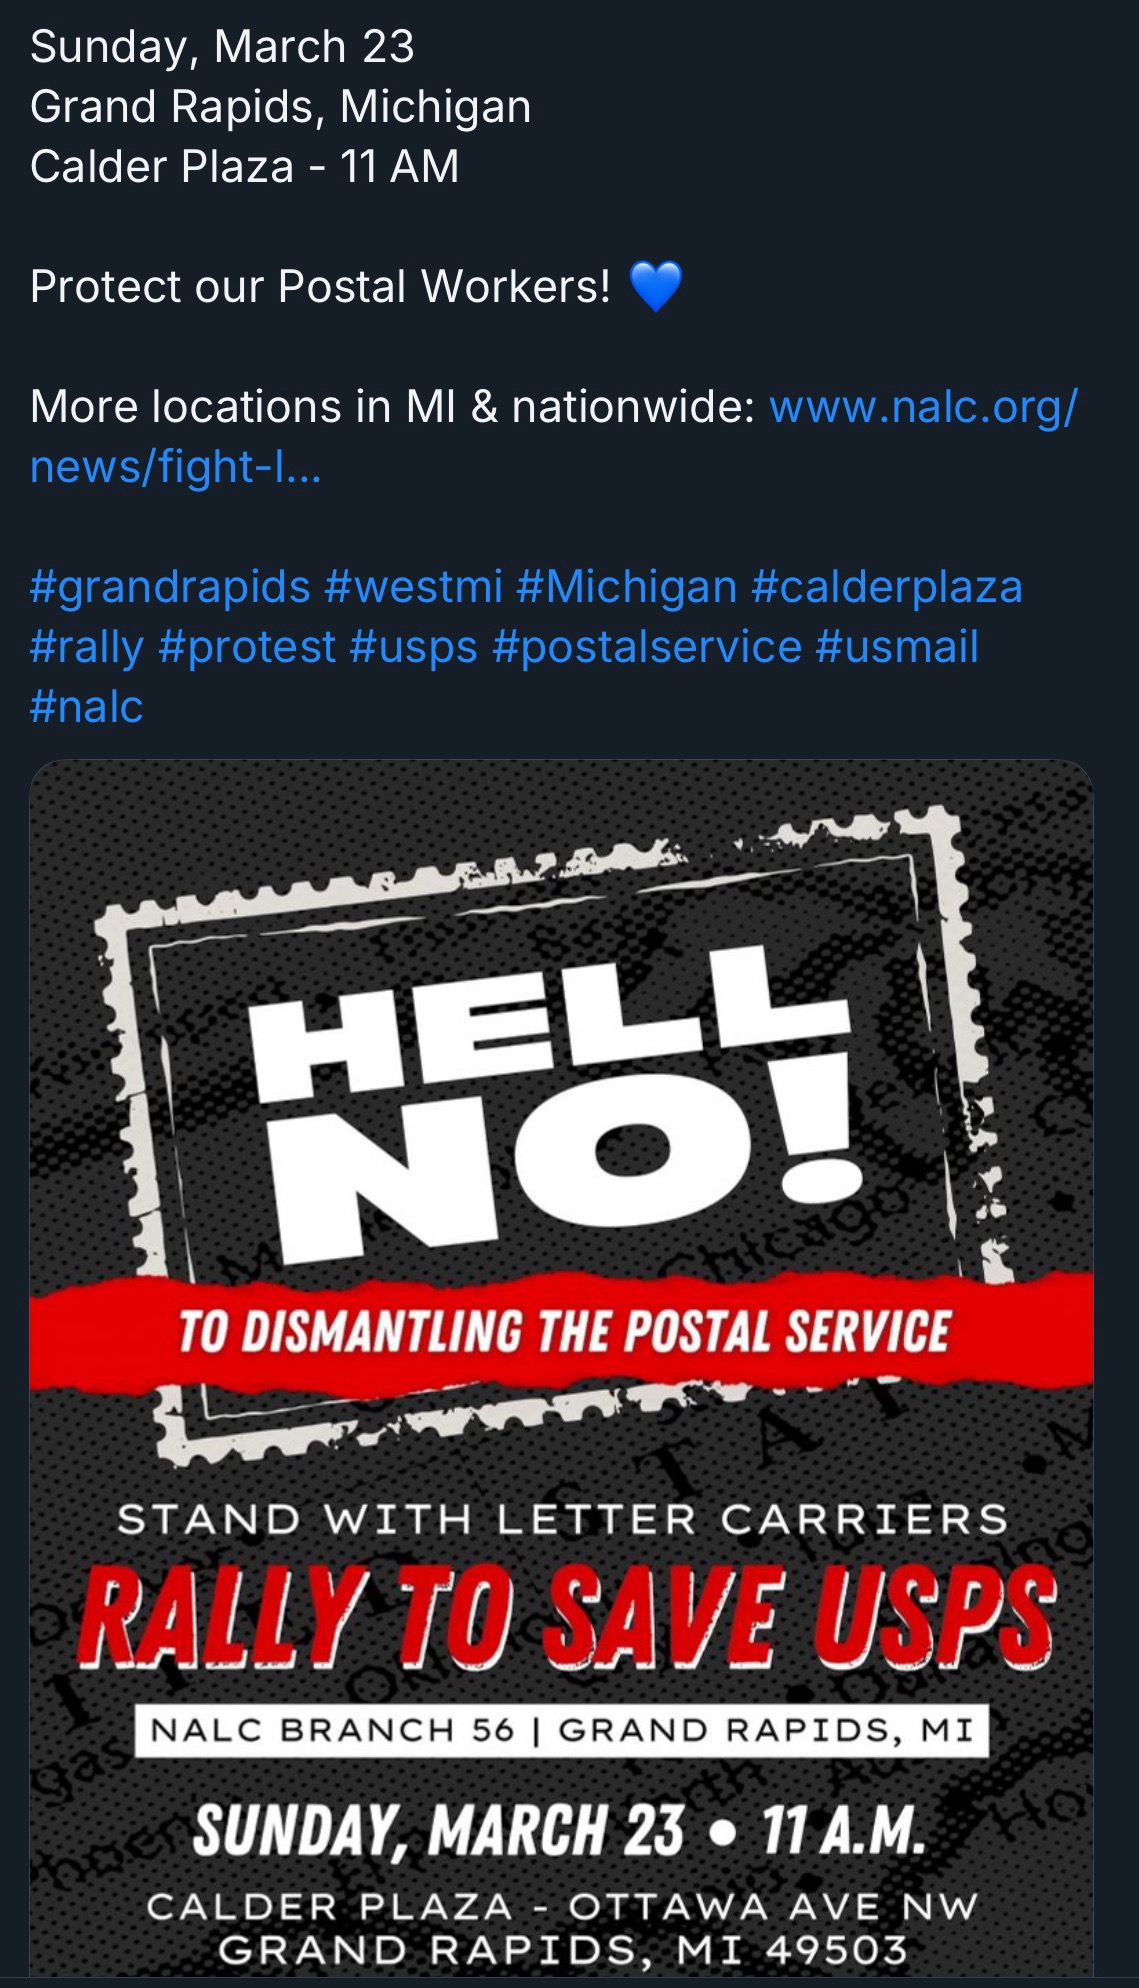 Sunday, March 23
Grand Rapids, Michigan
Calder Plaza - 11 AM
Protect our Postal Workers! 💙
More locations in MI & nationwide: www.nalc.org/
news/fight-l...
#grandrapids #westmi #Michigan #calderplaza
#rally #protest #usps #postalservice #usmail
#nalc
HELL
NO!
Chicago
TO DISMANTLING THE POSTAL SERVICE
STAND WITH LETTER CARRIERS
RALLY TO SAVE USPS
NALC BRANCH 56 | GRAND RAPIDS, MI
SUNDAY, MARCH 23 • 11 A.M.
CALDER PLAZA - OTTAWA AVE NW
GRAND RAPIDS, MI 49503